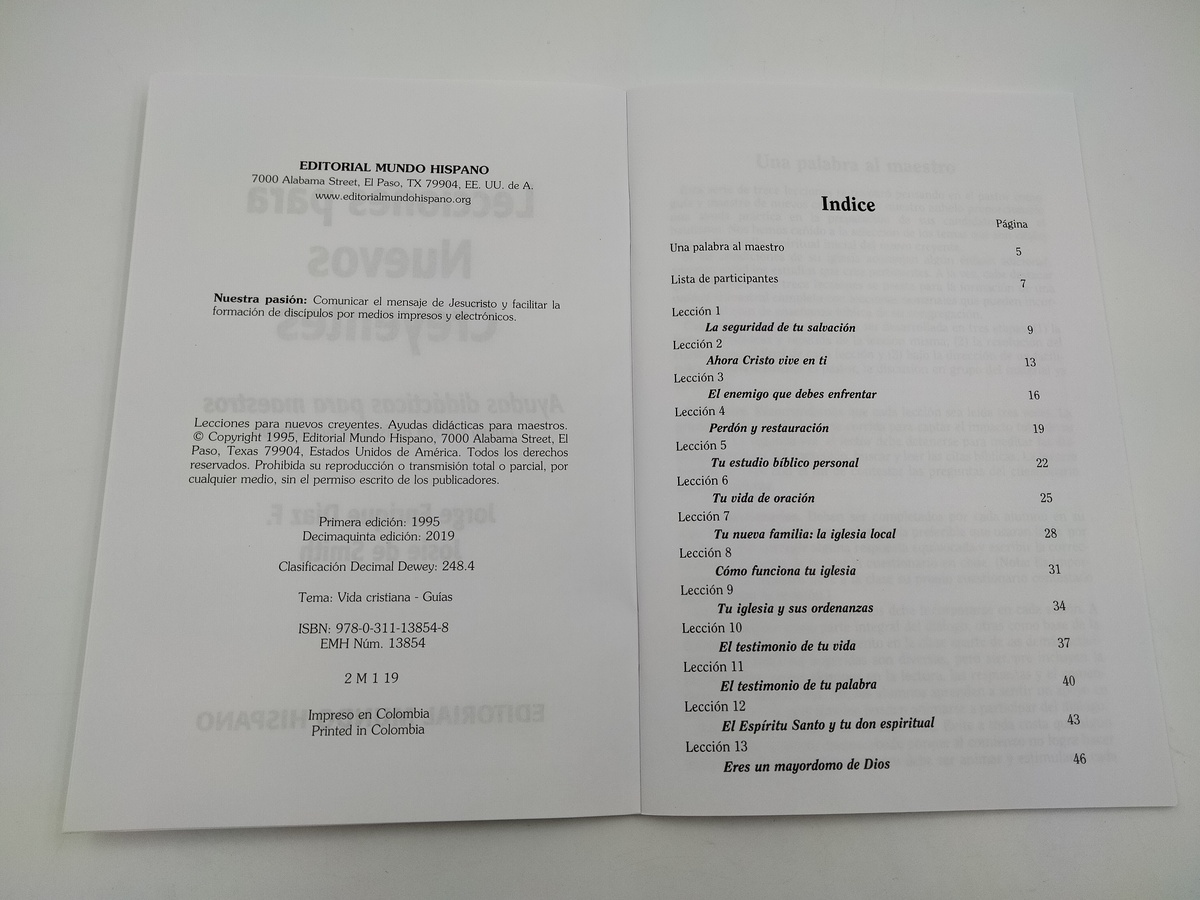 EDITORIAL MUNDO HISPANO
7000 Alabama Street, El Paso, TX 79904, EE. UU. de A.
www.editorialmundohispano.org
Nuestra pasión: Comunicar el mensaje de Jesucristo y facilitar la
formación de discípulos por medios impresos y electrónicos.
Lecciones para nuevos creyentes. Ayudas didácticas para maestros.
© Copyright 1995, Editorial Mundo Hispano, 7000 Alabama Street, El
Paso, Texas 79904, Estados Unidos de América. Todos los derechos
reservados. Prohibida su reproducción o transmisión total o parcial, por
cualquier medio, sin el permiso escrito de los publicadores.
Primera edición: 1995
Decimaquinta edición: 2019
Clasificación Decimal Dewey: 248.4
Tema: Vida cristiana - Guías
ISBN: 978-0-311-13854-8
EMH Núm. 13854
2 M 1 19
Impreso en Colombia
Printed in Colombia
Indice
Página
Una palabra al maestro 5
Lista de participantes 7
Lección 1
La seguridad de tu salvación 9
Lección 2
Ahora Cristo vive en ti 13
Lección 3
El enemigo que debes enfrentar 16
Lección 4
Perdón y restauración 19
Lección 5
Tu estudio bíblico personal 22
Lección 6
Tu vida de oración 25
Lección 7
Tu nueva familia: la iglesia local 28
Lección 8
Cómo funciona tu iglesia 31
Lección 9
Tu iglesia y sus ordenanzas 34
Lección 10
El testimonio de tu vida 37
Lección 11
El testimonio de tu palabra 40
Lección 12
El Espíritu Santo y tu don espiritual 43
Lección 13
Eres un mayordomo de Dios 46